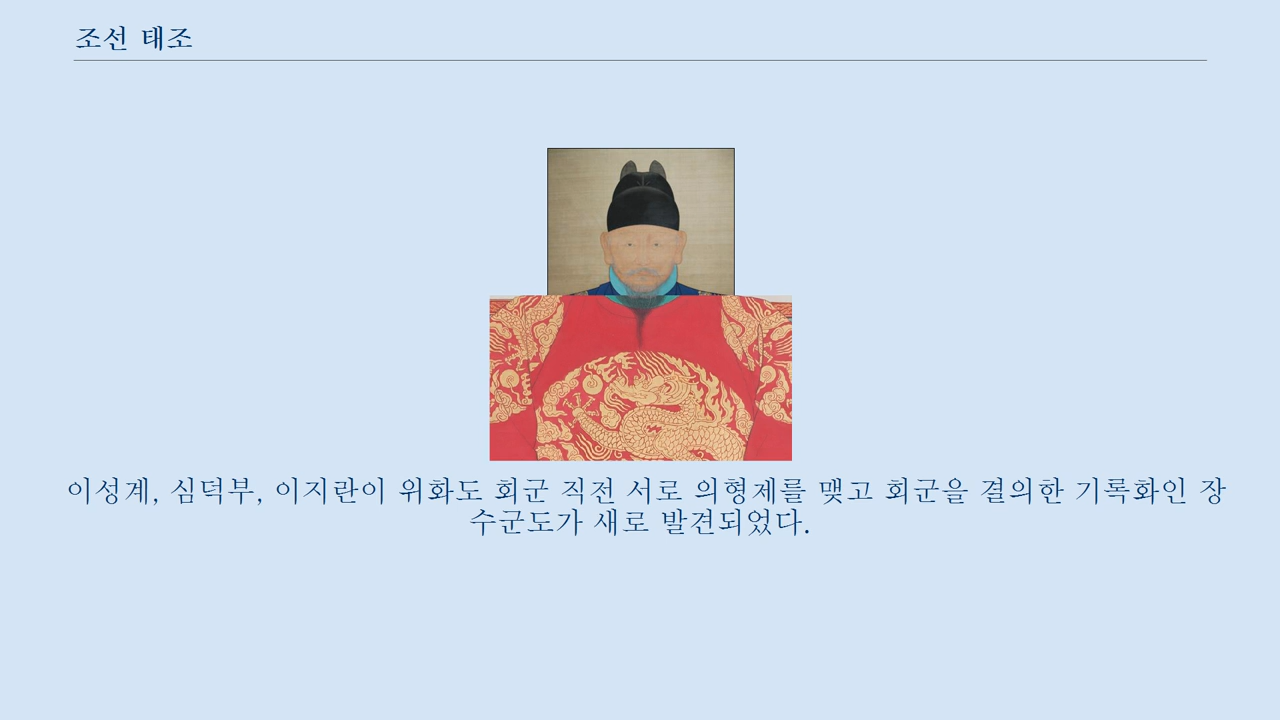 조선 태조
이성계, 심덕부, 이지란이 위화도 회군 직전 서로 의형제를 맺고 회군을 결의한 기록화인 장
수군도가 새로 발견되었다.